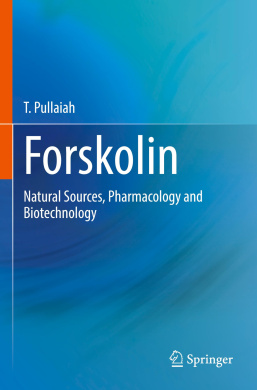 T. Pullaiah
Forskolin
Natural Sources, Pharmacology and
Biotechnology
Springer